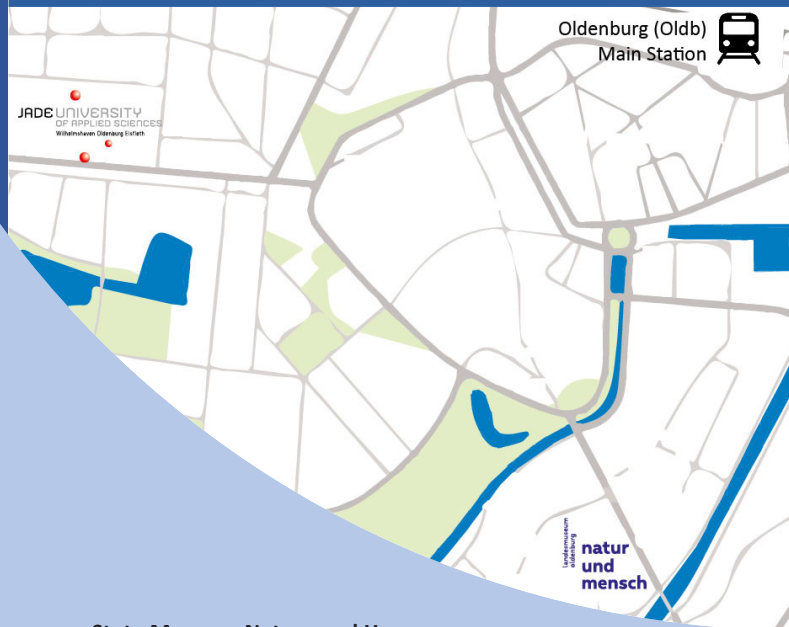 Oldenburg (Oldb)
Main Station
JADE UNIVERSITY
OF APPLIED SCIENCES
Wilhelmshaven Oldenburg Elsfleth
landesmuseum
oldenburg
natur
und
mensch